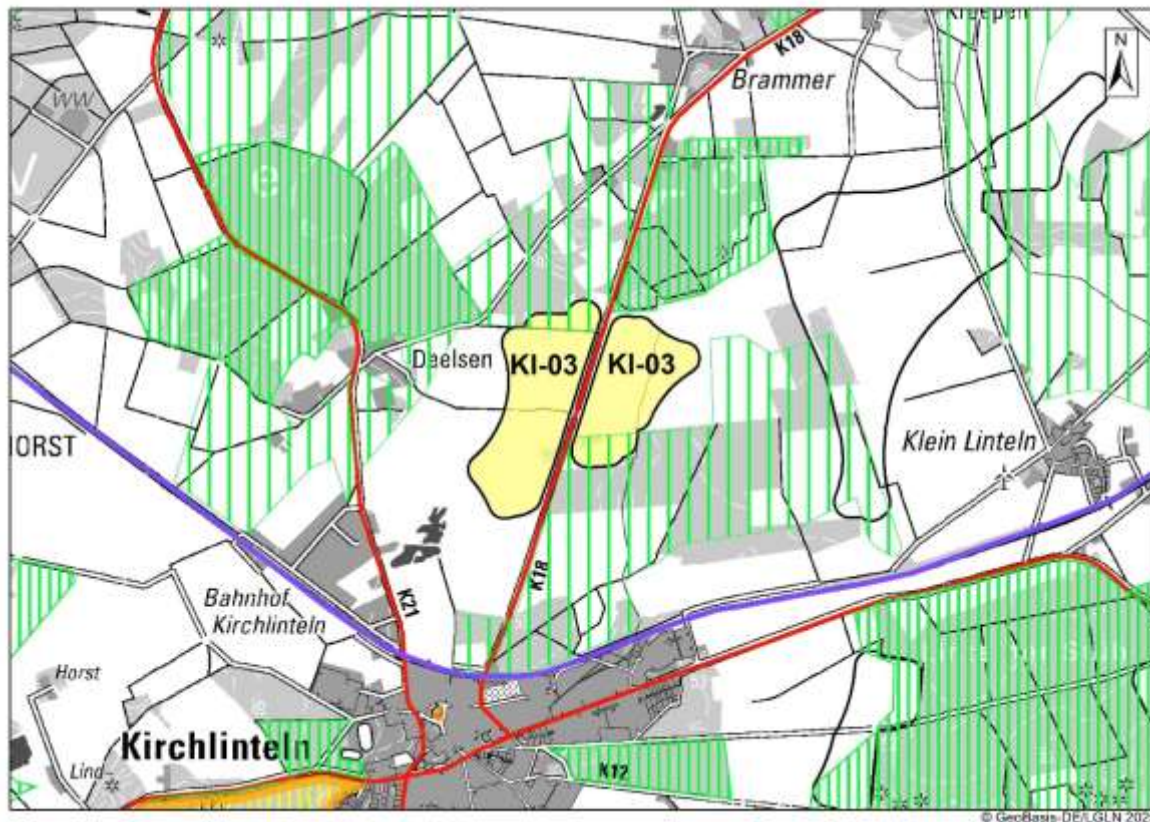 Kreepen
K18
Brammer
N
WW
e
b
KI-03
KI-03
Deelsen
HORST
Klein Linteln
K21
K18
Bahnhof
Kirchlinteln
Horst
Kirchlinteln
Lind-
K12
© GeoBasis-DE/LGLN